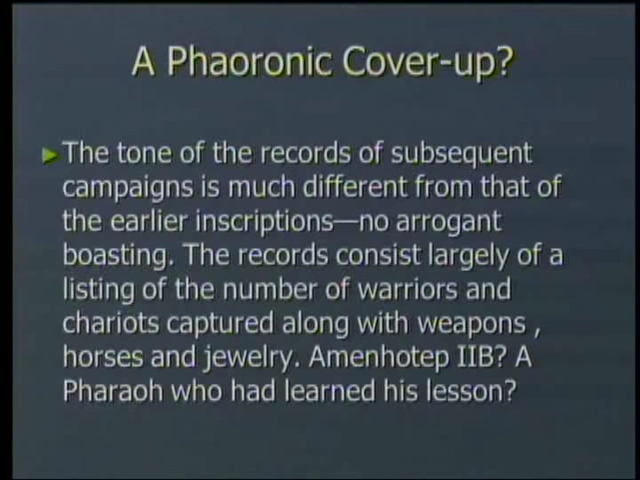 A Phaoronic Cover-up?
►The tone of the records of subsequent
campaigns is much different from that of
the earlier inscriptions—no arrogant
boasting. The records consist largely of a
listing of the number of warriors and
chariots captured along with weapons ,
horses and jewelry. Amenhotep IIB? A
Pharaoh who had learned his lesson?